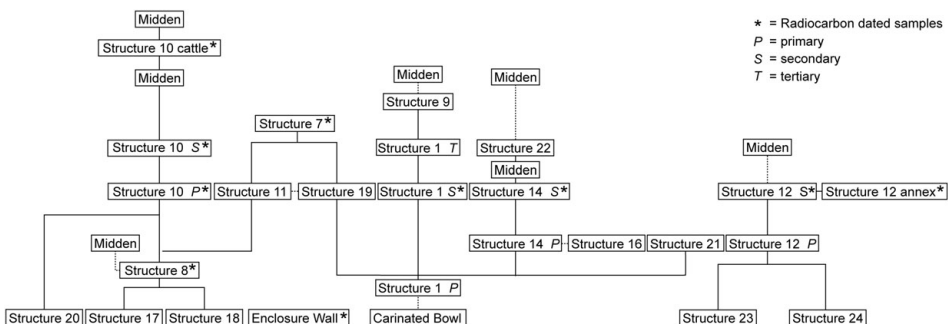 Midden
Structure 10 cattle*
Midden
* = Radiocarbon dated samples
P = primary
S = secondary
T = tertiary
Midden
Midden
Structure 9
Structure 7*
Structure 10 S*
Structure 1 T
Structure 22
Midden
Midden
Structure 10 P*
Structure 11
Structure 19
Structure 1 S*
Structure 14 S*
Structure 12 S*
Structure 12 annex*
Midden
Structure 14 P
Structure 16
Structure 21
Structure 12 P
Structure 8*
Structure 1 P
Structure 20
Structure 17
Structure 18
Enclosure Wall*
Carinated Bowl
Structure 23
Structure 24